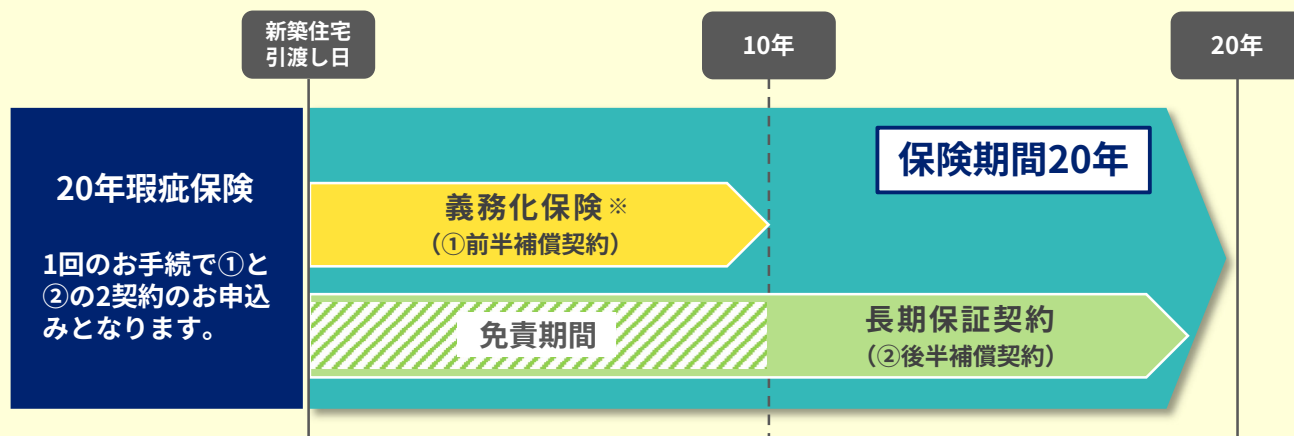 新築住宅
引渡し日
10年
20年
20年瑕疵保険
1回のお手続で①と
②の2契約のお申込
みとなります。
保険期間20年
義務化保険※
（①前半補償契約）
免責期間
長期保証契約
（②後半補償契約）